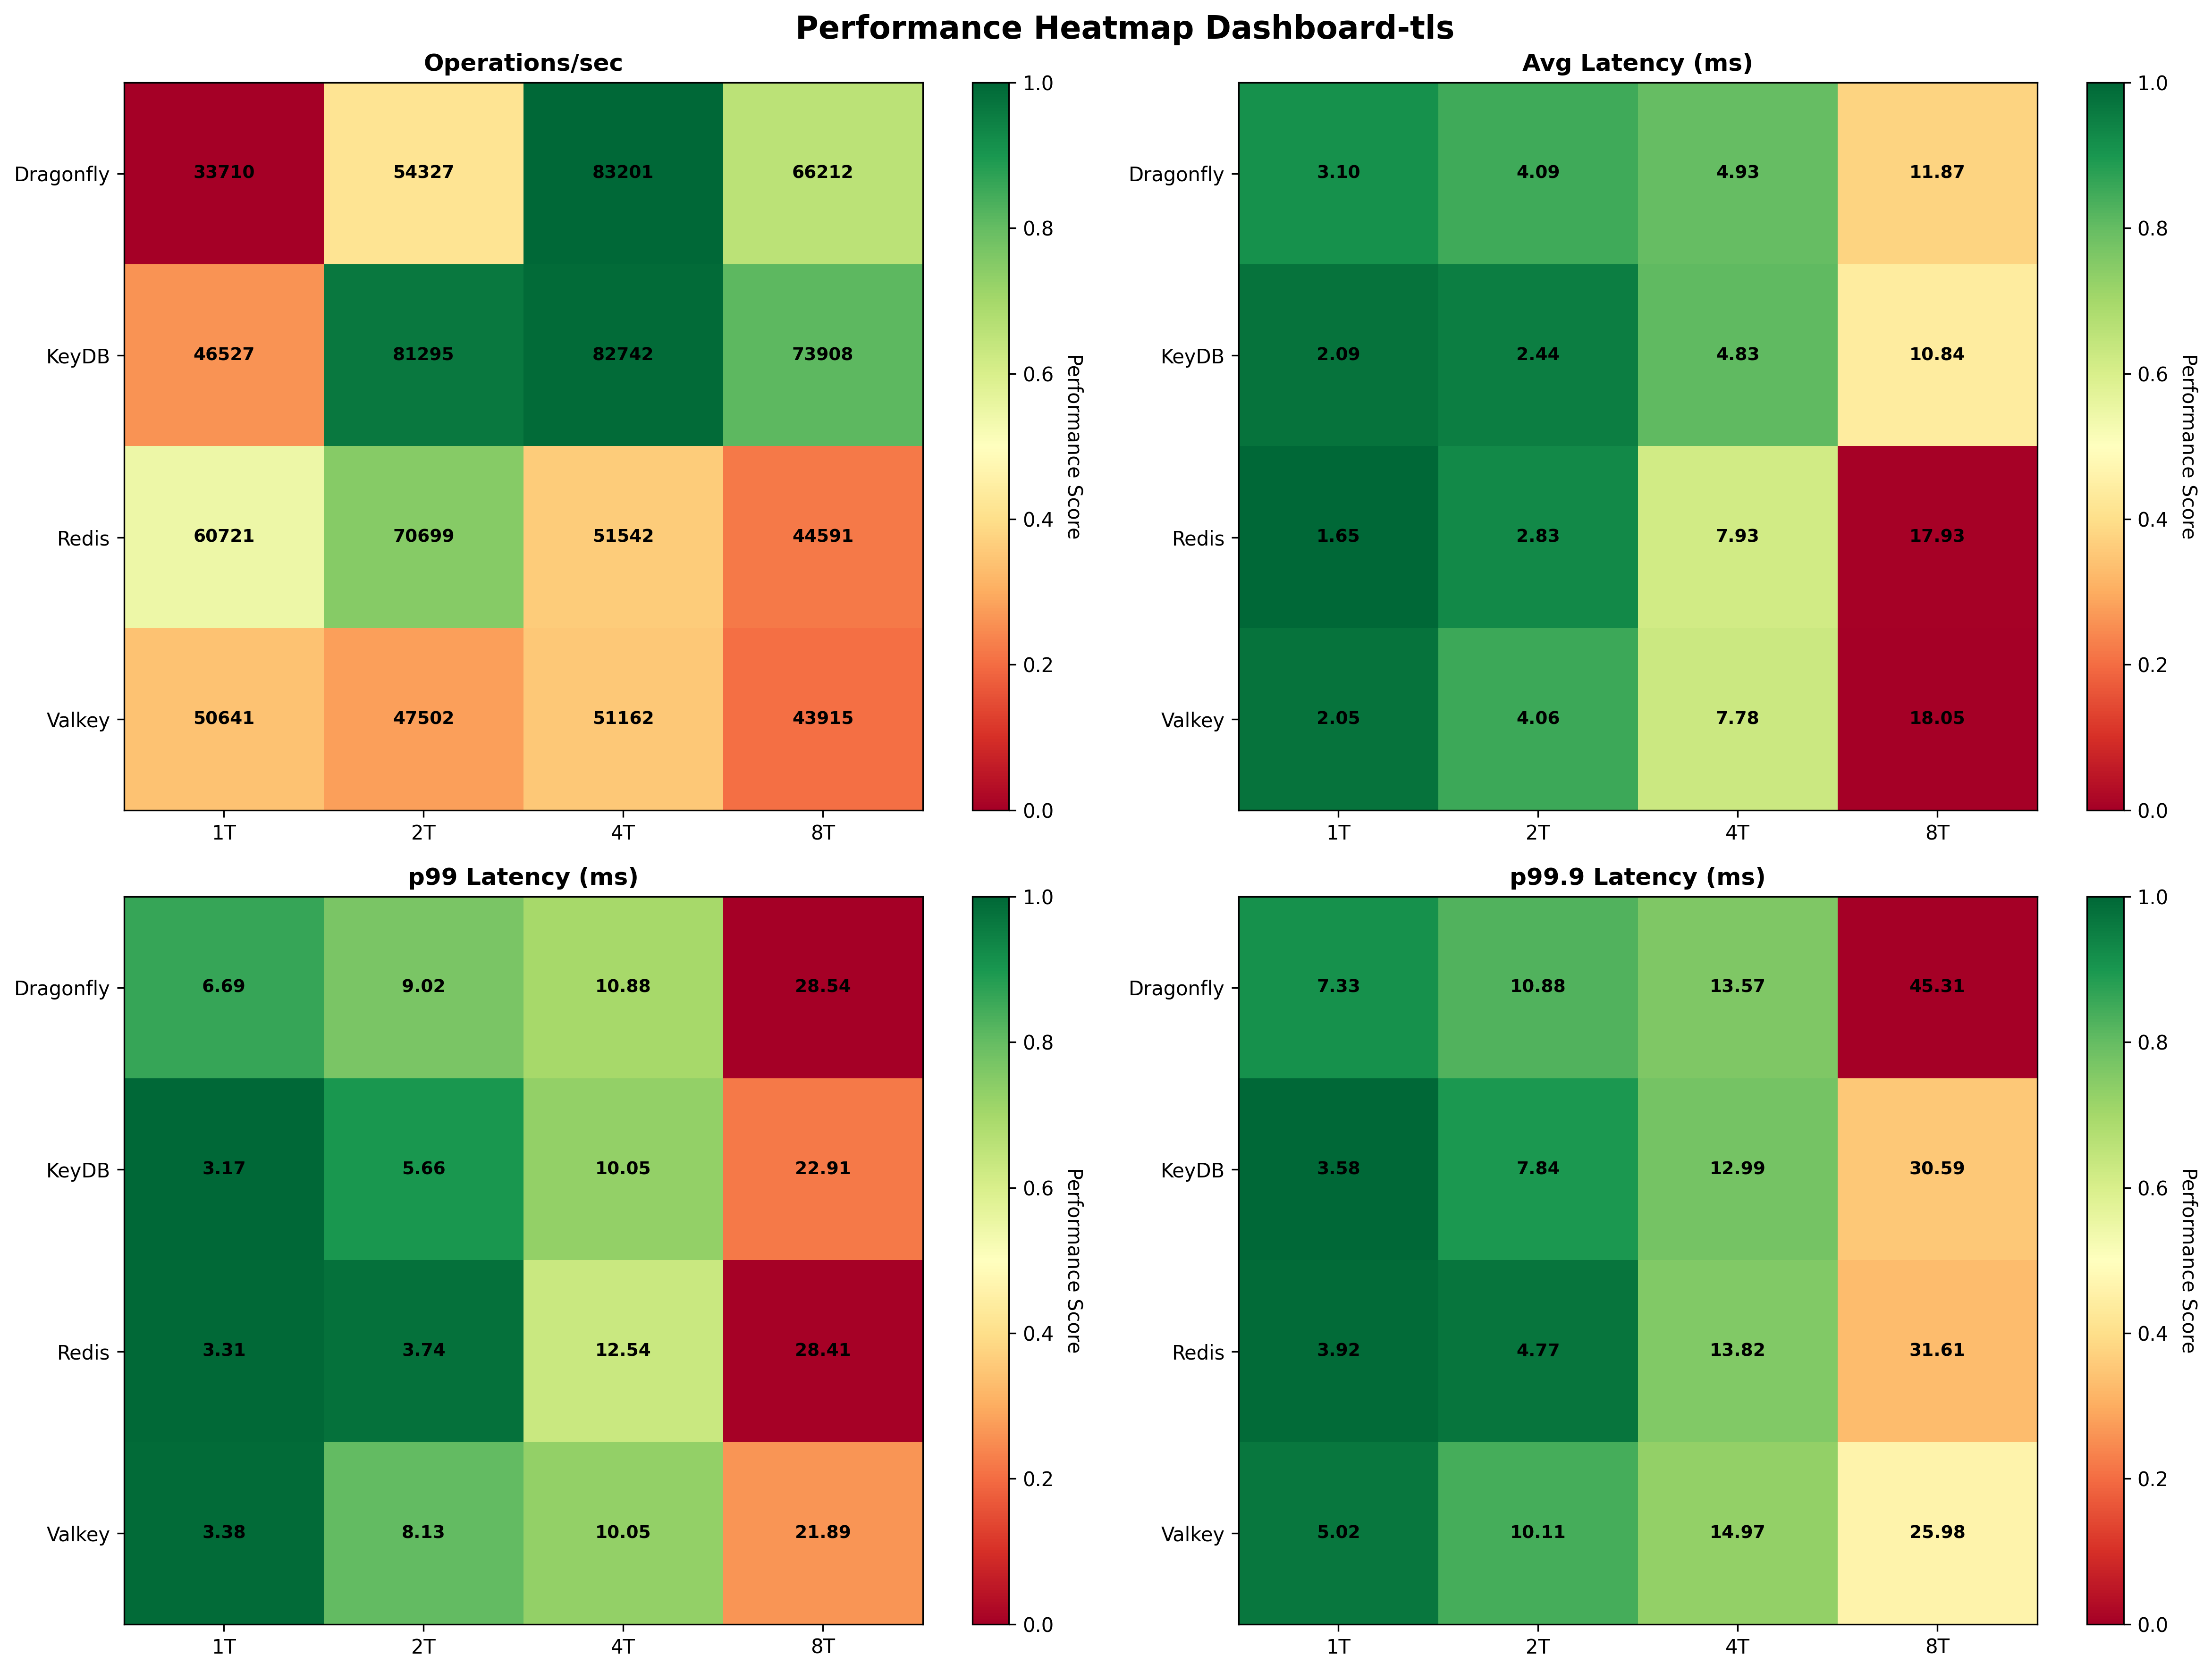 Performance Heatmap Dashboard-tls
Operations/sec
Dragonfly 33710 54327 83201 66212
KeyDB 46527 81295 82742 73908
Redis 60721 70699 51542 44591
Valkey 50641 47502 51162 43915
1T 2T 4T 8T
1.0
0.8
0.6
0.4
0.2
0.0
Performance Score
Avg Latency (ms)
Dragonfly 3.10 4.09 4.93 11.87
KeyDB 2.09 2.44 4.83 10.84
Redis 1.65 2.83 7.93 17.93
Valkey 2.05 4.06 7.78 18.05
1T 2T 4T 8T
1.0
0.8
0.6
0.4
0.2
0.0
Performance Score
p99 Latency (ms)
Dragonfly 6.69 9.02 10.88 28.54
KeyDB 3.17 5.66 10.05 22.91
Redis 3.31 3.74 12.54 28.41
Valkey 3.38 8.13 10.05 21.89
1T 2T 4T 8T
1.0
0.8
0.6
0.4
0.2
0.0
Performance Score
p99.9 Latency (ms)
Dragonfly 7.33 10.88 13.57 45.31
KeyDB 3.58 7.84 12.99 30.59
Redis 3.92 4.77 13.82 31.61
Valkey 5.02 10.11 14.97 25.98
1T 2T 4T 8T
1.0
0.8
0.6
0.4
0.2
0.0
Performance Score